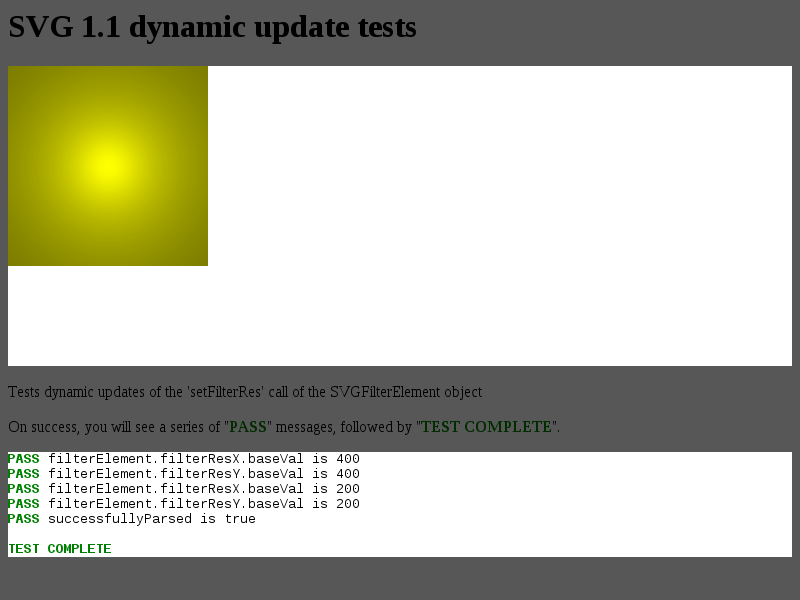 SVG 1.1 dynamic update tests
Tests dynamic updates of the 'setFilterRes' call of the SVGFilterElement object
On success, you will see a series of "PASS" messages, followed by "TEST COMPLETE".
PASS filterElement.filterResX.baseVal is 400
PASS filterElement.filterResY.baseVal is 400
PASS filterElement.filterResX.baseVal is 200
PASS filterElement.filterResY.baseVal is 200
PASS successfullyParsed is true
TEST COMPLETE